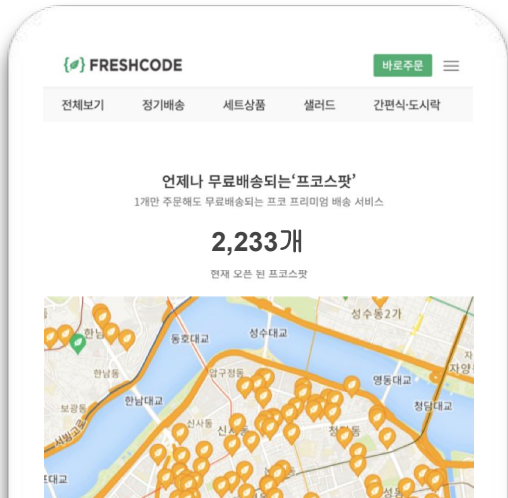 FRESHCODE
바로주문
전체보기 정기배송 세트상품 샐러드 간편식·도시락
언제나 무료배송되는‘프코스팟’
1개만 주문해도 무료배송되는 프코 프리미엄 배송 서비스
2,233개
현재 오픈 된 프코스팟
성수동2가
한남
동호대교
성수대교
자양
한남동
압구정동
영동대교
보광동
한남대교
청담대교
신사동
서빙고로